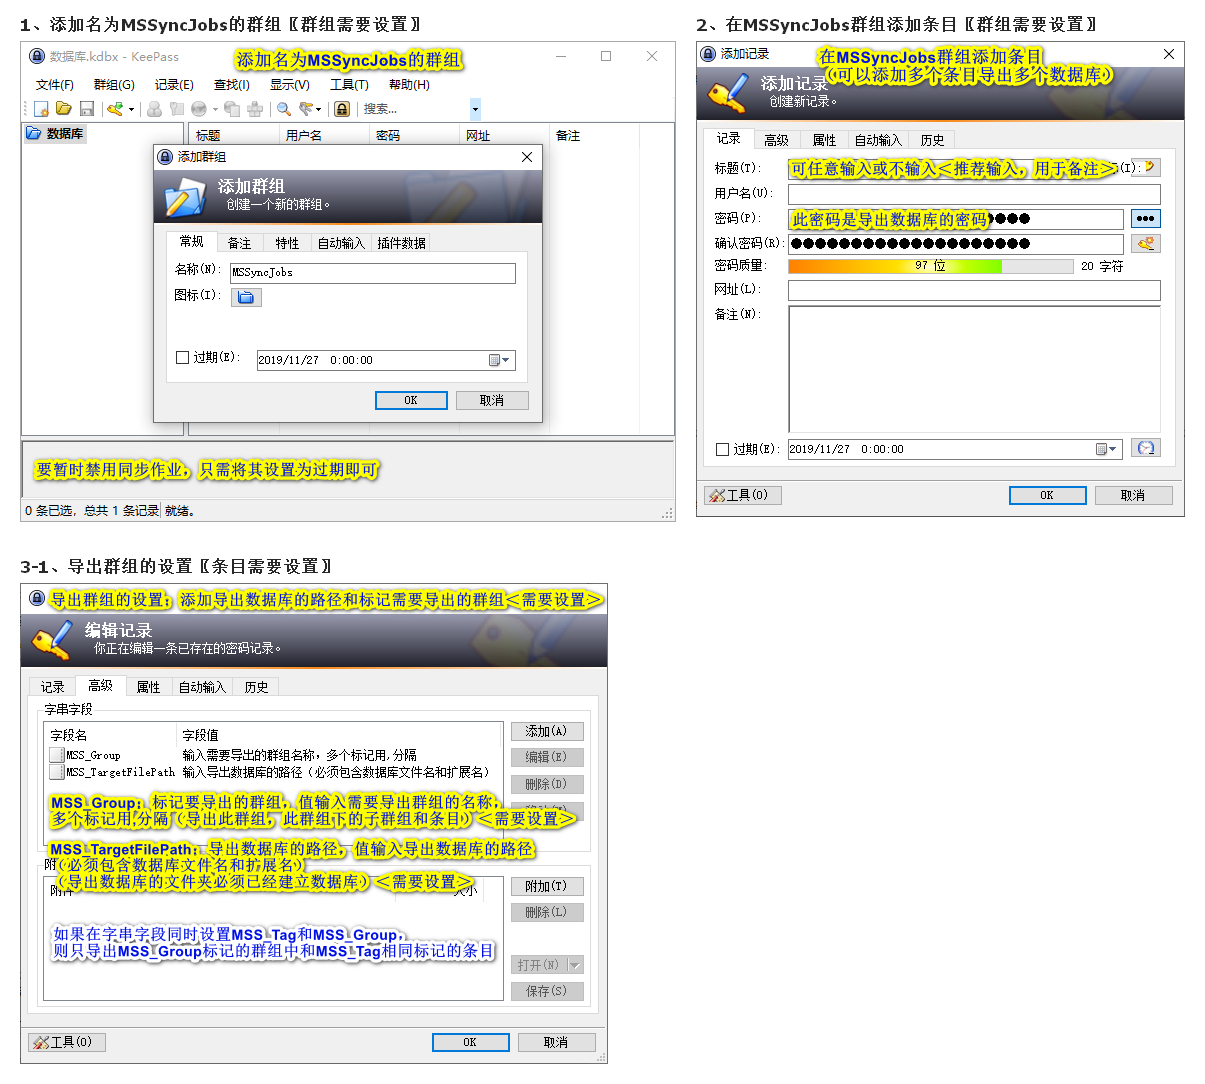 1、添加名为MSSyncJobs的群组〖群组需要设置〗
数据库.kdbx - KeePass
添加名为MSSyncJobs的群组
文件(F) 群组(G) 记录(E) 查找(I) 显示(V) 工具(T) 帮助(H)
搜索...
数据库
标题 用户名 密码 网址 备注
添加群组
添加群组
创建一个新的群组。
常规 备注 特性 自动输入 插件数据
名称(N): MSSyncJobs
图标(I):
过期(E): 2019/11/27 0:00:00
OK 取消
要暂时禁用同步作业，只需将其设置为过期即可
0 条已选，总共 1 条记录 就绪。
2、在MSSyncJobs群组添加条目〖群组需要设置〗
添加记录
在MSSyncJobs群组添加条目
（可以添加多个条目导出多个数据库）
添加记录
创建新记录。
记录 高级 属性 自动输入 历史
标题(T): 可任意输入或不输入＜推荐输入，用于备注＞ (I):
用户名(U):
密码(P): 此密码是导出数据库的密码
确认密码(R):
密码质量: 97 位 20 字符
网址(L):
备注(N):
过期(E): 2019/11/27 0:00:00
工具(O) OK 取消
3-1、导出群组的设置〖条目需要设置〗
导出群组的设置：添加导出数据库的路径和标记需要导出的群组＜需要设置＞
编辑记录
你正在编辑一条已存在的密码记录。
记录 高级 属性 自动输入 历史
字串字段
字段名 字段值
MSS_Group 输入需要导出的群组名称，多个标记用,分隔
MSS_TargetFilePath 输入导出数据库的路径（必须包含数据库文件名和扩展名）
添加(A)
编辑(E)
删除(D)
MSS_Group：标记要导出的群组，值输入需要导出群组的名称，
多个标记用,分隔（导出此群组，此群组下的子群组和条目）＜需要设置＞
MSS_TargetFilePath：导出数据库的路径，值输入导出数据库的路径
（必须包含数据库文件名和扩展名）
（导出数据库的文件夹必须已经建立数据库）＜需要设置＞
附件 大小
附加(T)
删除(L)
打开(N)
保存(S)
如果在字串字段同时设置MSS_Tag和MSS_Group，
则只导出MSS_Group标记的群组中和MSS_Tag相同标记的条目
工具(O) OK 取消